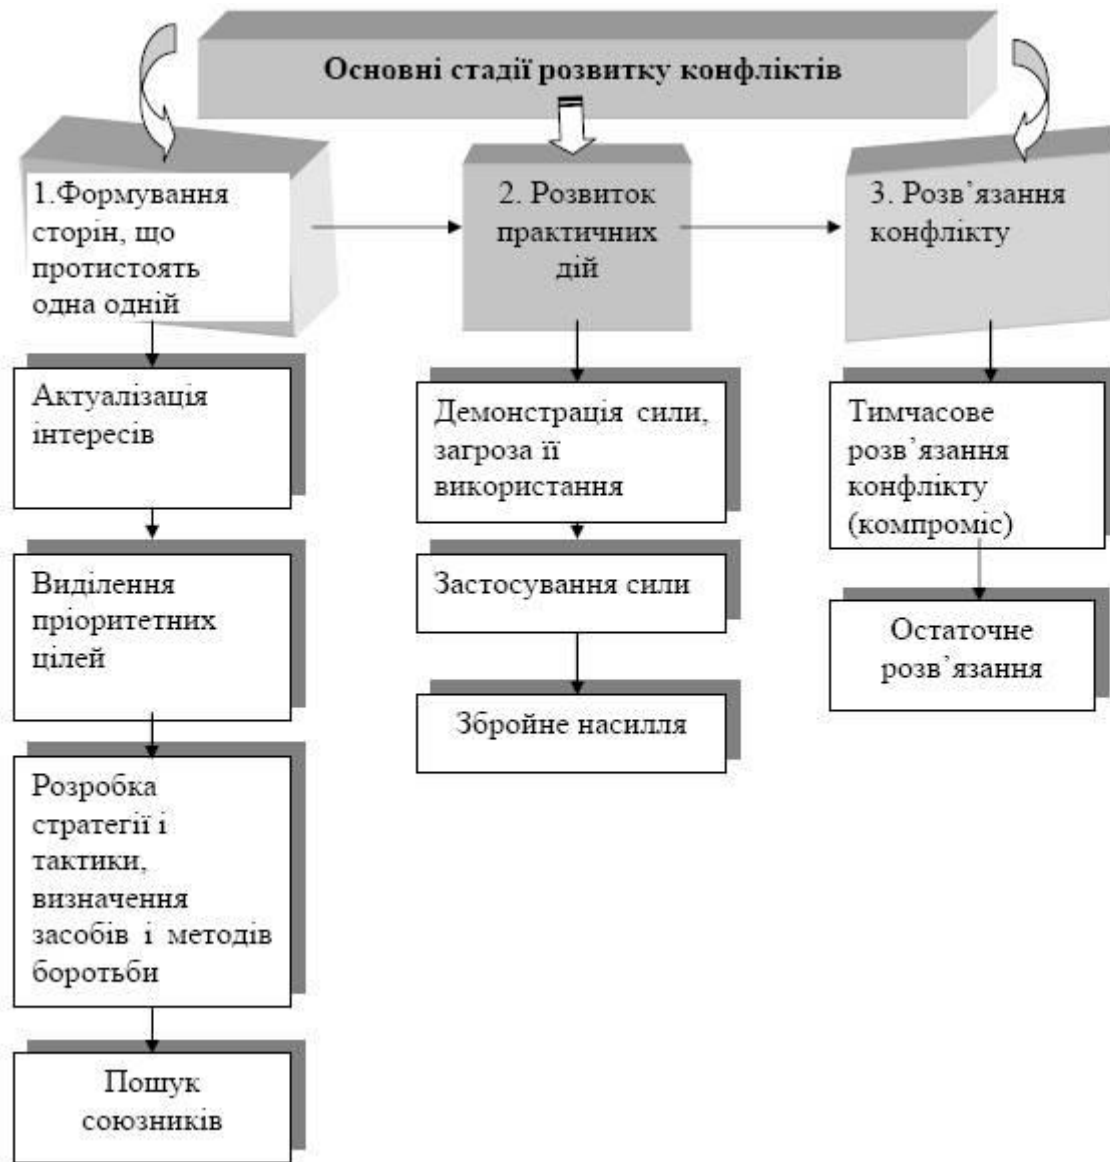 Основні стадії розвитку конфліктів
1.Формування
сторін, що
протистоять
одна одній
2. Розвиток
практичних
дій
3. Розв’язання
конфлікту
Актуалізація
інтересів
Виділення
пріоритетних
цілей
Розробка
стратегії і
тактики,
визначення
засобів і методів
боротьби
Пошук
союзників
Демонстрація сили,
загроза її
використання
Застосування сили
Збройне насилля
Тимчасове
розв’язання
конфлікту
(компроміс)
Остаточне
розв’язання